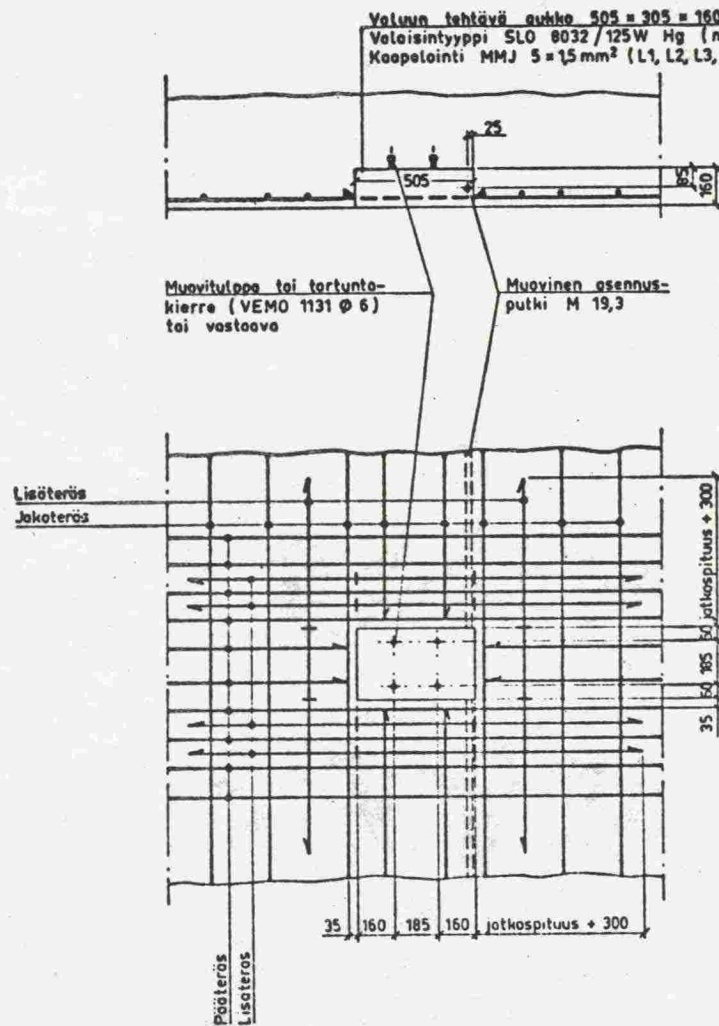 Valuun tehtävä aukko 505 × 305 × 160
Valaisintyyppi SLO 8032/125W Hg (m
Kaapelointi MMJ 5 × 1,5 mm² (L1, L2, L3,
25
505
85
160
Muovitulppa tai tartunta-
kierre (VEMO 1131 Ø 6)
tai vastaava
Muovinen asennus-
putki M 19,3
Lisäteräs
Jakoteräs
jatkospituus + 300
60
185
60
35
35 160 185 160 jatkospituus + 300
Pääteräs
Lisäteräs